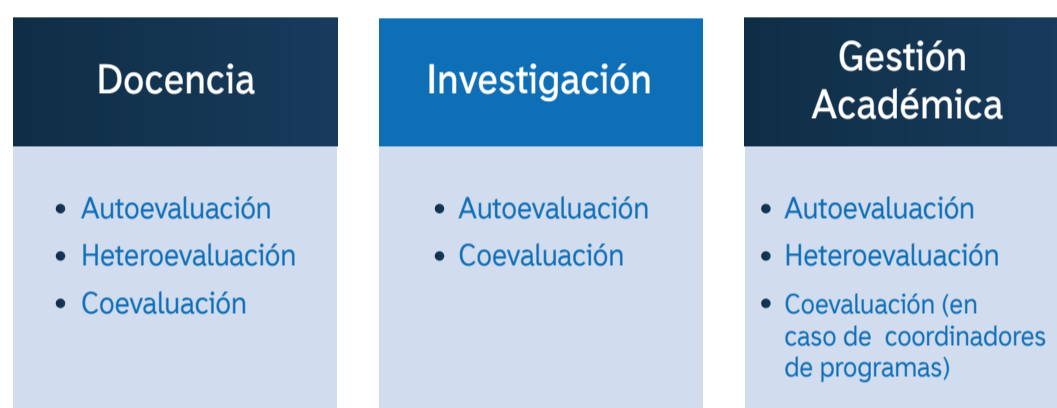 Docencia
• Autoevaluación
• Heteroevaluación
• Coevaluación
Investigación
• Autoevaluación
• Coevaluación
Gestión
Académica
• Autoevaluación
• Heteroevaluación
• Coevaluación (en
caso de coordinadores
de programas)